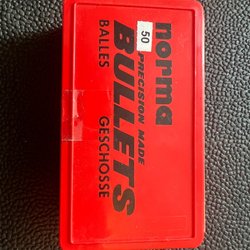 norma
50
PRECISION MADE
BULLETS
BALLES GESCHOSSE